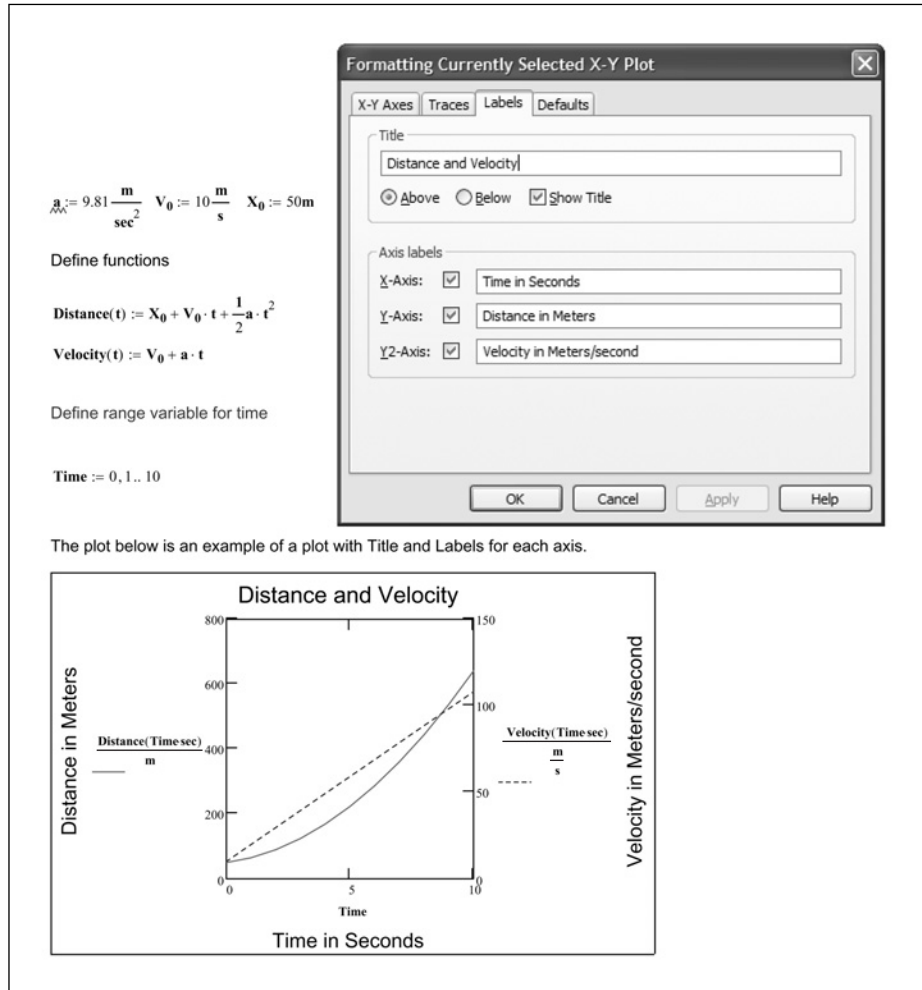 Formatting Currently Selected X-Y Plot
X-Y Axes Traces Labels Defaults
Title
Distance and Velocity
Above Below Show Title
Axis labels
X-Axis: Time in Seconds
Y-Axis: Distance in Meters
Y2-Axis: Velocity in Meters/second
OK Cancel Apply Help
a := 9.81 m/sec² V₀ := 10 m/s X₀ := 50m
Define functions
Distance(t) := X₀ + V₀ · t + 1/2 a · t²
Velocity(t) := V₀ + a · t
Define range variable for time
Time := 0, 1 .. 10
The plot below is an example of a plot with Title and Labels for each axis.
Distance and Velocity
Distance in Meters
Distance(Time·sec)
m
800
600
400
200
0
0 5 10
Time
Time in Seconds
150
100
50
0
Velocity(Time·sec)
m
s
Velocity in Meters/second